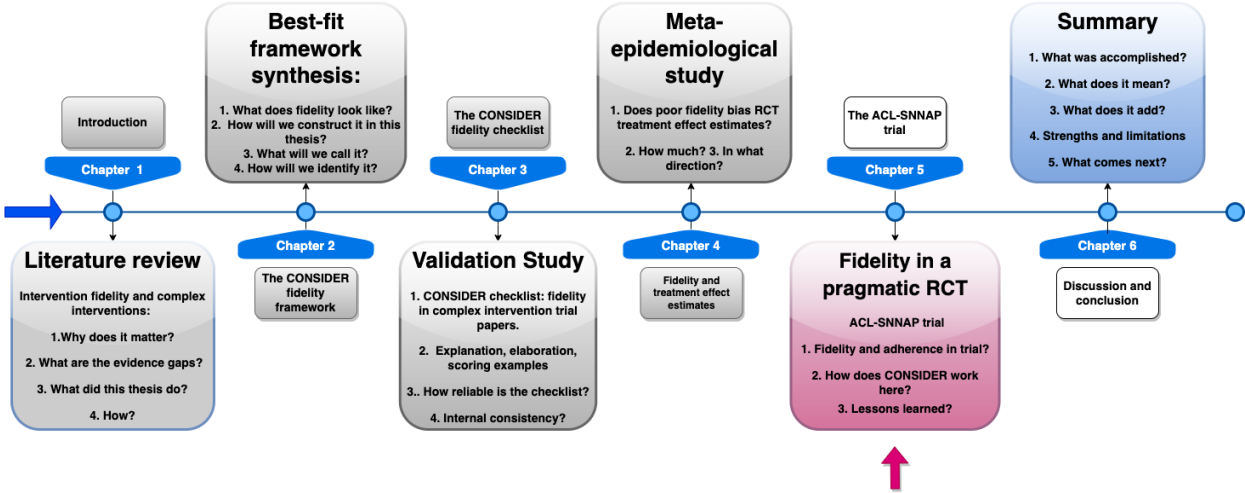 Introduction
Chapter 1
Literature review
Intervention fidelity and complex
interventions:
1.Why does it matter?
2. What are the evidence gaps?
3. What did this thesis do?
4. How?
Best-fit
framework
synthesis:
1. What does fidelity look like?
2. How will we construct it in this
thesis?
3. What will we call it?
4. How will we identify it?
Chapter 2
The CONSIDER
fidelity
framework
The CONSIDER
fidelity checklist
Chapter 3
Validation Study
1. CONSIDER checklist: fidelity
in complex intervention trial
papers.
2. Explanation, elaboration,
scoring examples
3.. How reliable is the checklist?
4. Internal consistency?
Meta-
epidemiological
study
1. Does poor fidelity bias RCT
treatment effect estimates?
2. How much? 3. In what
direction?
Chapter 4
Fidelity and
treatment effect
estimates
The ACL-SNNAP
trial
Chapter 5
Fidelity in a
pragmatic RCT
ACL-SNNAP trial
1. Fidelity and adherence in trial?
2. How does CONSIDER work
here?
3. Lessons learned?
Summary
1. What was accomplished?
2. What does it mean?
3. What does it add?
4. Strengths and limitations
5. What comes next?
Chapter 6
Discussion and
conclusion